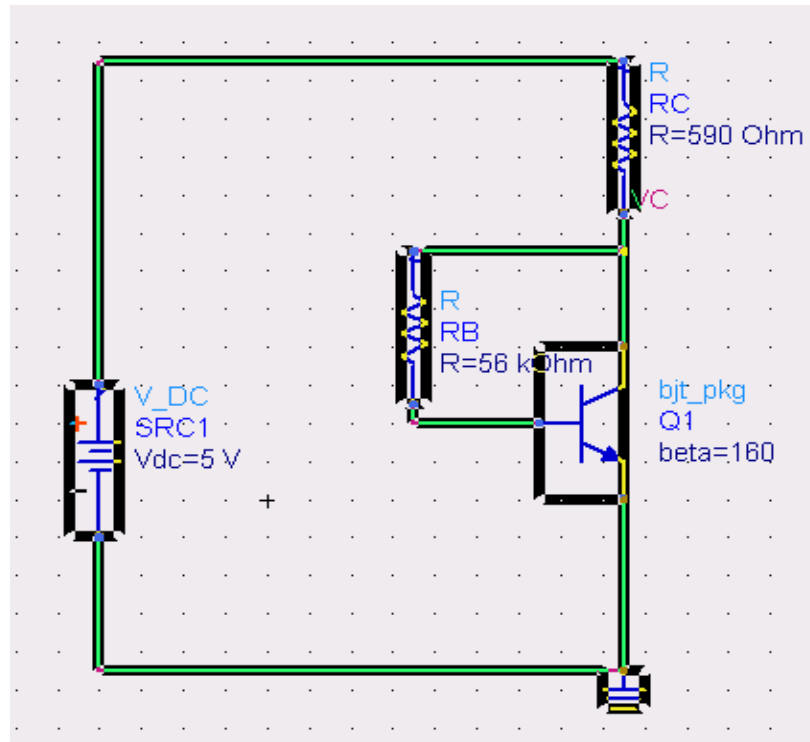 R
RC
R=590 Ohm
VC
R
RB
R=56 kOhm
V_DC
SRC1
Vdc=5 V
+
-
bjt_pkg
Q1
beta=160